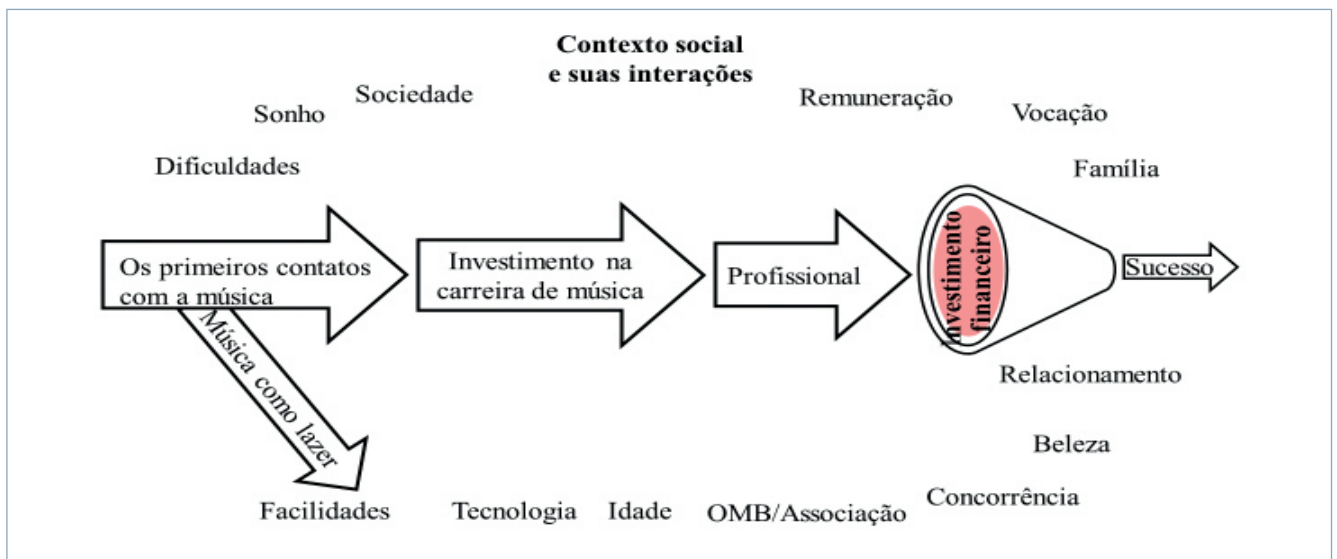 Contexto social
e suas interações
Sociedade
Remuneração
Sonho
Vocação
Dificuldades
Família
Os primeiros contatos
com a música
Investimento na
carreira de música
Profissional
Investimento
financeiro
Sucesso
Música como lazer
Relacionamento
Beleza
Concorrência
Facilidades
Tecnologia
Idade
OMB/Associação